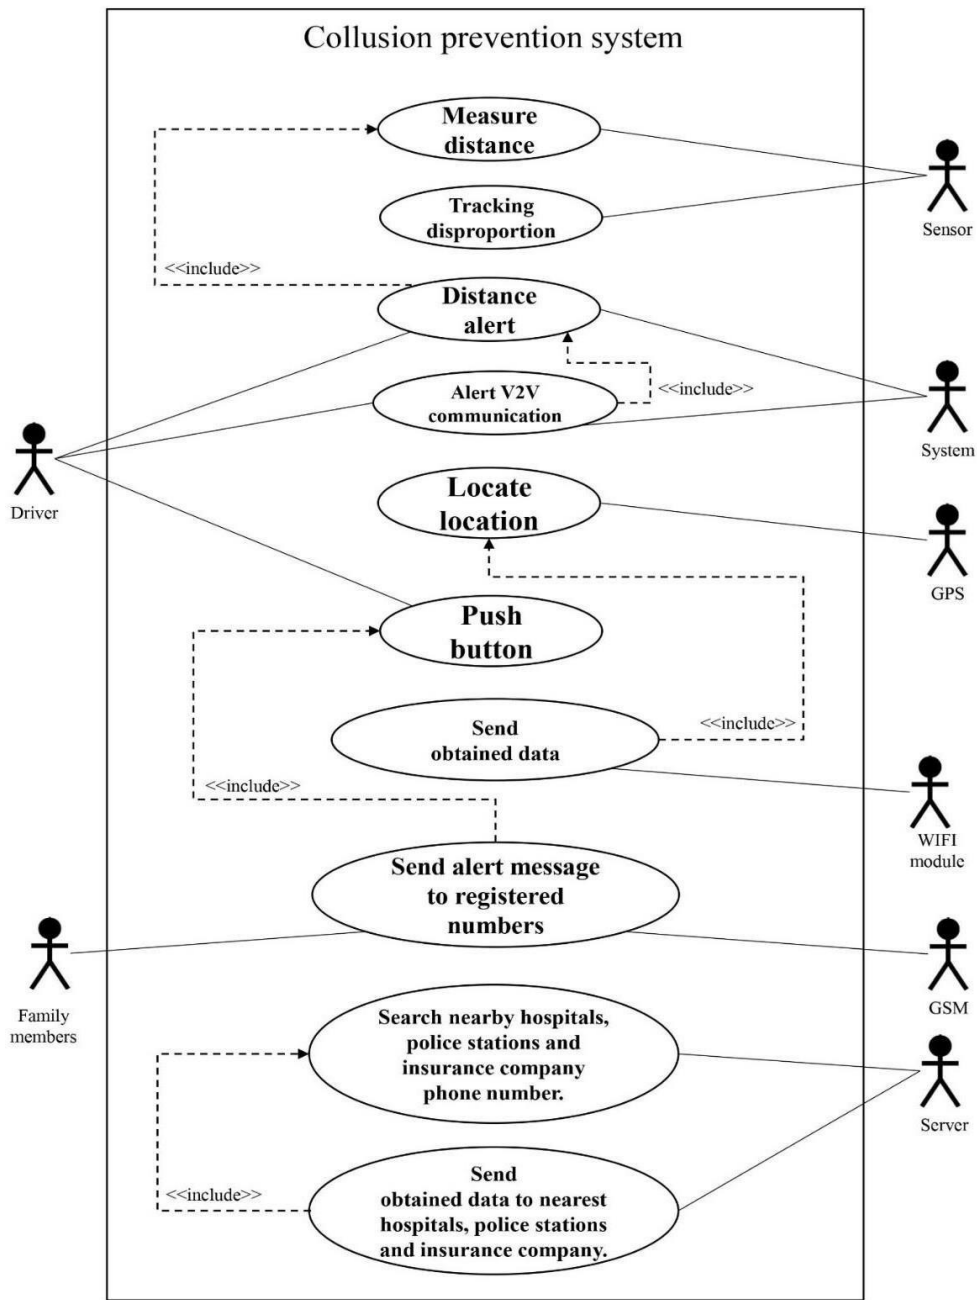 Collusion prevention system
Measure
distance
Sensor
Tracking
disproportion
<<include>>
Distance
alert
<<include>>
Alert V2V
communication
System
Driver
Locate
location
GPS
Push
button
<<include>>
Send
obtained data
<<include>>
WIFI
module
Send alert message
to registered
numbers
Family
members
GSM
Search nearby hospitals,
police stations and
insurance company
phone number.
Server
<<include>>
Send
obtained data to nearest
hospitals, police stations
and insurance company.